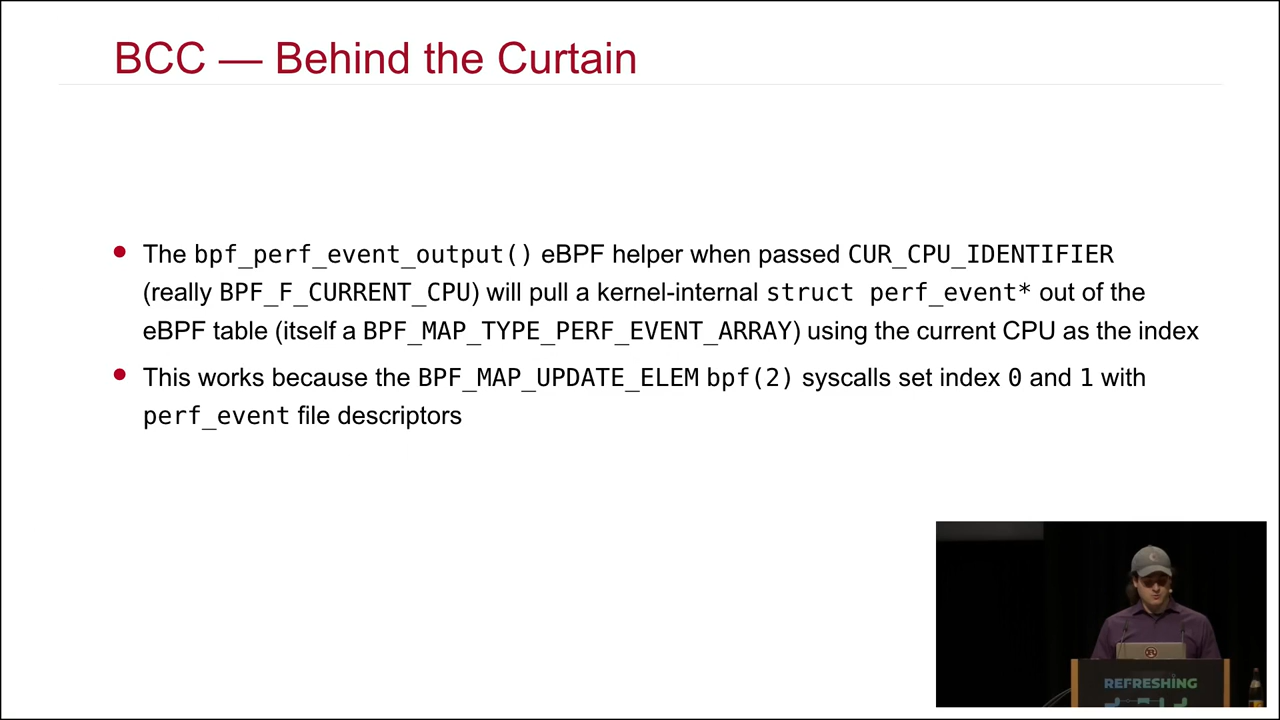 BCC — Behind the Curtain
The bpf_perf_event_output() eBPF helper when passed CUR_CPU_IDENTIFIER
(really BPF_F_CURRENT_CPU) will pull a kernel-internal struct perf_event* out of the
eBPF table (itself a BPF_MAP_TYPE_PERF_EVENT_ARRAY) using the current CPU as the index
This works because the BPF_MAP_UPDATE_ELEM bpf(2) syscalls set index 0 and 1 with
perf_event file descriptors
REFRESHING